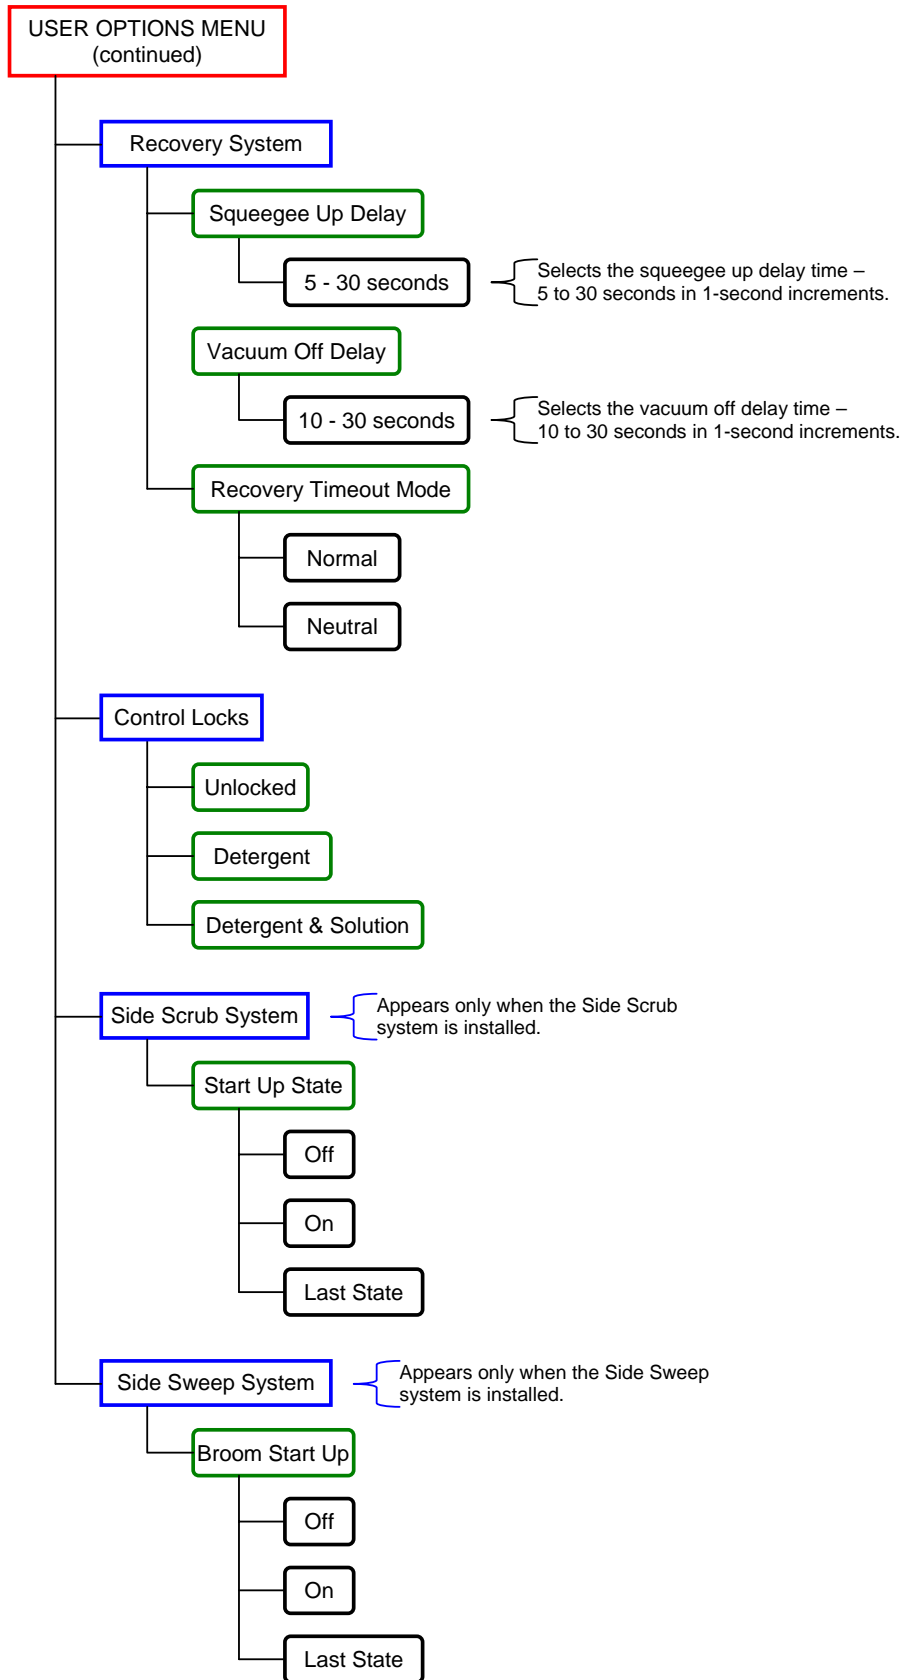 USER OPTIONS MENU
(continued)
Recovery System
Squeegee Up Delay
5 - 30 seconds
Selects the squeegee up delay time –
5 to 30 seconds in 1-second increments.
Vacuum Off Delay
10 - 30 seconds
Selects the vacuum off delay time –
10 to 30 seconds in 1-second increments.
Recovery Timeout Mode
Normal
Neutral
Control Locks
Unlocked
Detergent
Detergent & Solution
Side Scrub System
Appears only when the Side Scrub
system is installed.
Start Up State
Off
On
Last State
Side Sweep System
Appears only when the Side Sweep
system is installed.
Broom Start Up
Off
On
Last State